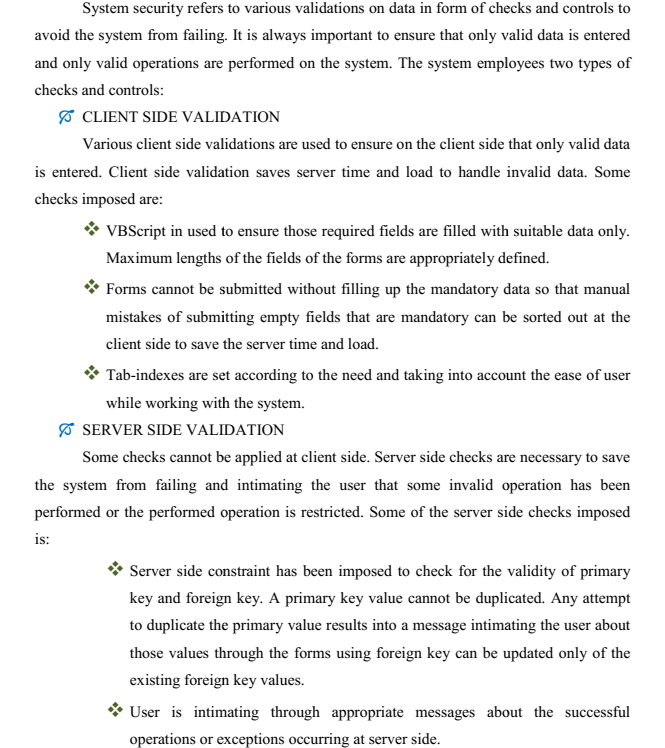 System security refers to various validations on data in form of checks and controls to
avoid the system from failing. It is always important to ensure that only valid data is entered
and only valid operations are performed on the system. The system employees two types of
checks and controls:
CLIENT SIDE VALIDATION
Various client side validations are used to ensure on the client side that only valid data
is entered. Client side validation saves server time and load to handle invalid data. Some
checks imposed are:
VBScript in used to ensure those required fields are filled with suitable data only.
Maximum lengths of the fields of the forms are appropriately defined.
Forms cannot be submitted without filling up the mandatory data so that manual
mistakes of submitting empty fields that are mandatory can be sorted out at the
client side to save the server time and load.
Tab-indexes are set according to the need and taking into account the ease of user
while working with the system.
SERVER SIDE VALIDATION
Some checks cannot be applied at client side. Server side checks are necessary to save
the system from failing and intimating the user that some invalid operation has been
performed or the performed operation is restricted. Some of the server side checks imposed
is:
Server side constraint has been imposed to check for the validity of primary
key and foreign key. A primary key value cannot be duplicated. Any attempt
to duplicate the primary value results into a message intimating the user about
those values through the forms using foreign key can be updated only of the
existing foreign key values.
User is intimating through appropriate messages about the successful
operations or exceptions occurring at server side.